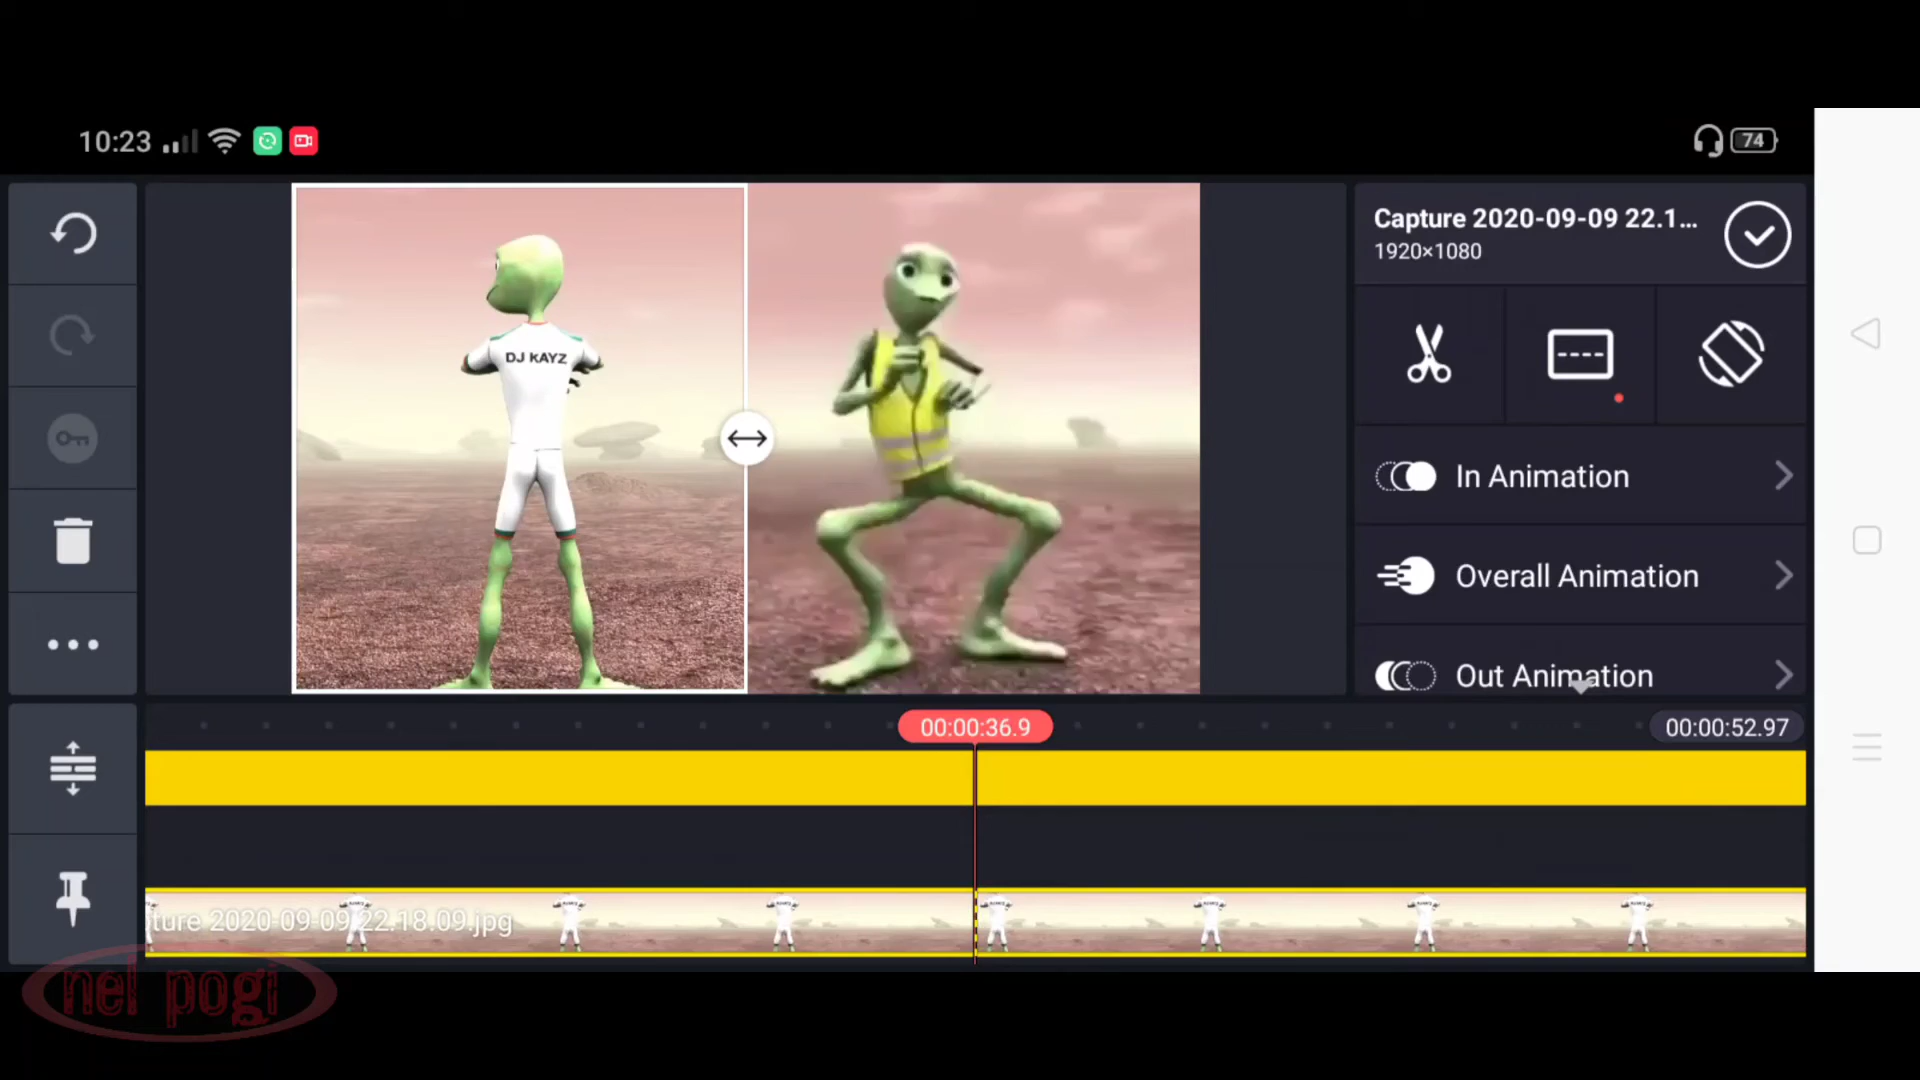 10:23
74
Capture 2020-09-09 22.1...
1920×1080
DJ KAYZ
In Animation
Overall Animation
Out Animation
00:00:36.9
00:00:52.97
ture 2020-09-09 22.18.09.jpg
nel pogi